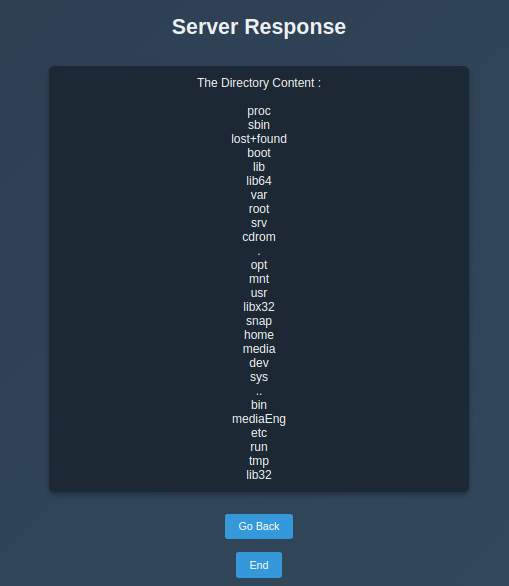 Server Response
The Directory Content :
proc
sbin
lost+found
boot
lib
lib64
var
root
srv
cdrom
.
opt
mnt
usr
libx32
snap
home
media
dev
sys
..
bin
mediaEng
etc
run
tmp
lib32
Go Back
End